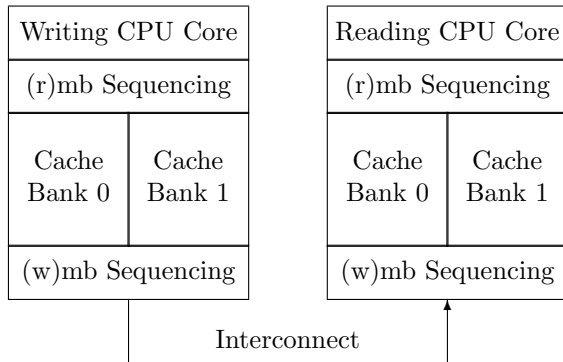 Writing CPU Core
(r)mb Sequencing
Cache
Bank 0
Cache
Bank 1
(w)mb Sequencing
Reading CPU Core
(r)mb Sequencing
Cache
Bank 0
Cache
Bank 1
(w)mb Sequencing
Interconnect